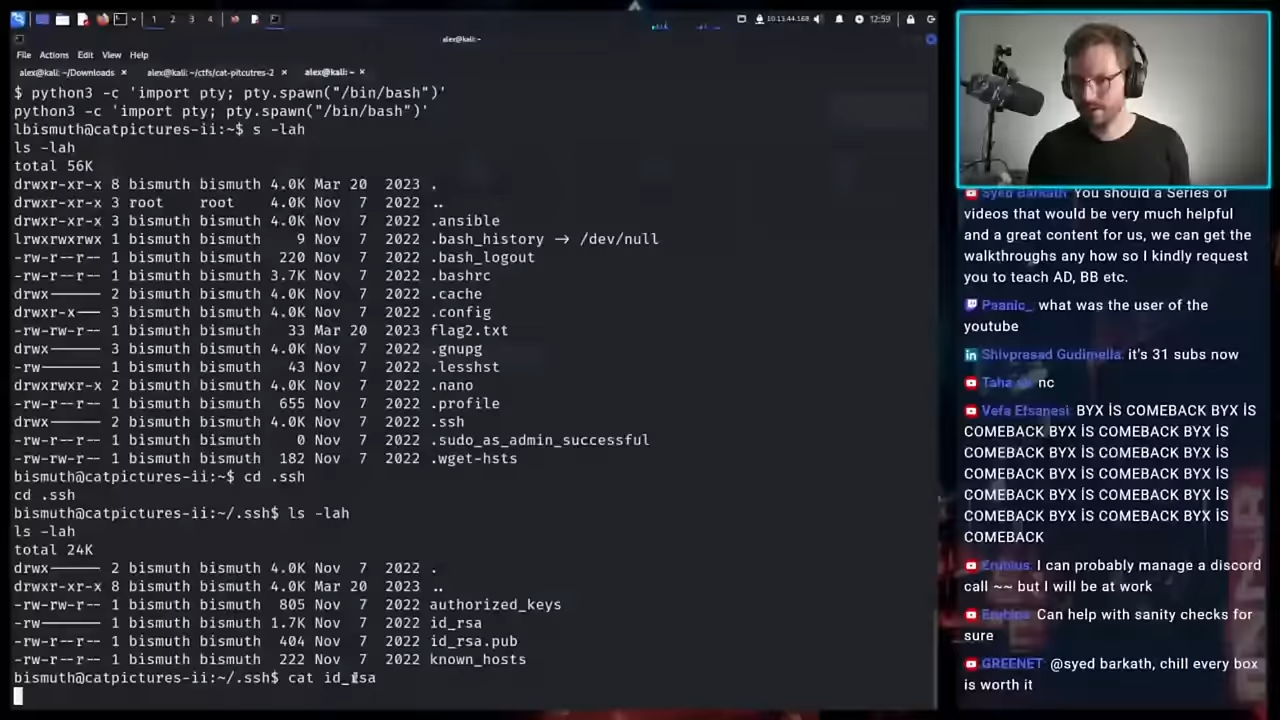 1 2 3 4
10.13.44.168
12:59
alex@kali: ~
File Actions Edit View Help
alex@kali: ~/Downloads × alex@kali: ~/ctfs/cat-pitcutres-2 × alex@kali: ~ ×
$ python3 -c 'import pty; pty.spawn("/bin/bash")'
python3 -c 'import pty; pty.spawn("/bin/bash")'
lbismuth@catpictures-ii:~$ s -lah
ls -lah
total 56K
drwxr-xr-x 8 bismuth bismuth 4.0K Mar 20 2023 .
drwxr-xr-x 3 root root 4.0K Nov 7 2022 ..
drwxr-xr-x 3 bismuth bismuth 4.0K Nov 7 2022 .ansible
lrwxrwxrwx 1 bismuth bismuth 9 Nov 7 2022 .bash_history → /dev/null
-rw-r--r-- 1 bismuth bismuth 220 Nov 7 2022 .bash_logout
-rw-r--r-- 1 bismuth bismuth 3.7K Nov 7 2022 .bashrc
drwx------ 2 bismuth bismuth 4.0K Nov 7 2022 .cache
drwxr-x--- 3 bismuth bismuth 4.0K Nov 7 2022 .config
-rw-rw-r-- 1 bismuth bismuth 33 Mar 20 2023 flag2.txt
drwx------ 3 bismuth bismuth 4.0K Nov 7 2022 .gnupg
-rw------- 1 bismuth bismuth 43 Nov 7 2022 .lesshst
drwxrwxr-x 2 bismuth bismuth 4.0K Nov 7 2022 .nano
-rw-r--r-- 1 bismuth bismuth 655 Nov 7 2022 .profile
drwx------ 2 bismuth bismuth 4.0K Nov 7 2022 .ssh
-rw-r--r-- 1 bismuth bismuth 0 Nov 7 2022 .sudo_as_admin_successful
-rw-r--r-- 1 bismuth bismuth 182 Nov 7 2022 .wget-hsts
bismuth@catpictures-ii:~$ cd .ssh
cd .ssh
bismuth@catpictures-ii:~/.ssh$ ls -lah
ls -lah
total 24K
drwx------ 2 bismuth bismuth 4.0K Nov 7 2022 .
drwxr-xr-x 8 bismuth bismuth 4.0K Mar 20 2023 ..
-rw-rw-r-- 1 bismuth bismuth 805 Nov 7 2022 authorized_keys
-rw------- 1 bismuth bismuth 1.7K Nov 7 2022 id_rsa
-rw-r--r-- 1 bismuth bismuth 404 Nov 7 2022 id_rsa.pub
-rw-r--r-- 1 bismuth bismuth 222 Nov 7 2022 known_hosts
bismuth@catpictures-ii:~/.ssh$ cat id_rsa
Syed Barkath: You should a Series of
videos that would be very much helpful
and a great content for us, we can get the
walkthroughs any how so I kindly request
you to teach AD, BB etc.
Paanic_: what was the user of the
youtube
Shivprasad Gudimella: it's 31 subs now
Taha nc
Vefa Efsanesi: BYX İS COMEBACK BYX İS
COMEBACK BYX İS COMEBACK BYX İS
COMEBACK BYX İS COMEBACK BYX İS
COMEBACK BYX İS COMEBACK BYX İS
COMEBACK BYX İS COMEBACK BYX İS
COMEBACK BYX İS COMEBACK BYX İS
COMEBACK
Erubius: I can probably manage a discord
call ~~ but I will be at work
Erubius: Can help with sanity checks for
sure
GREENET: @syed barkath, chill every box
is worth it